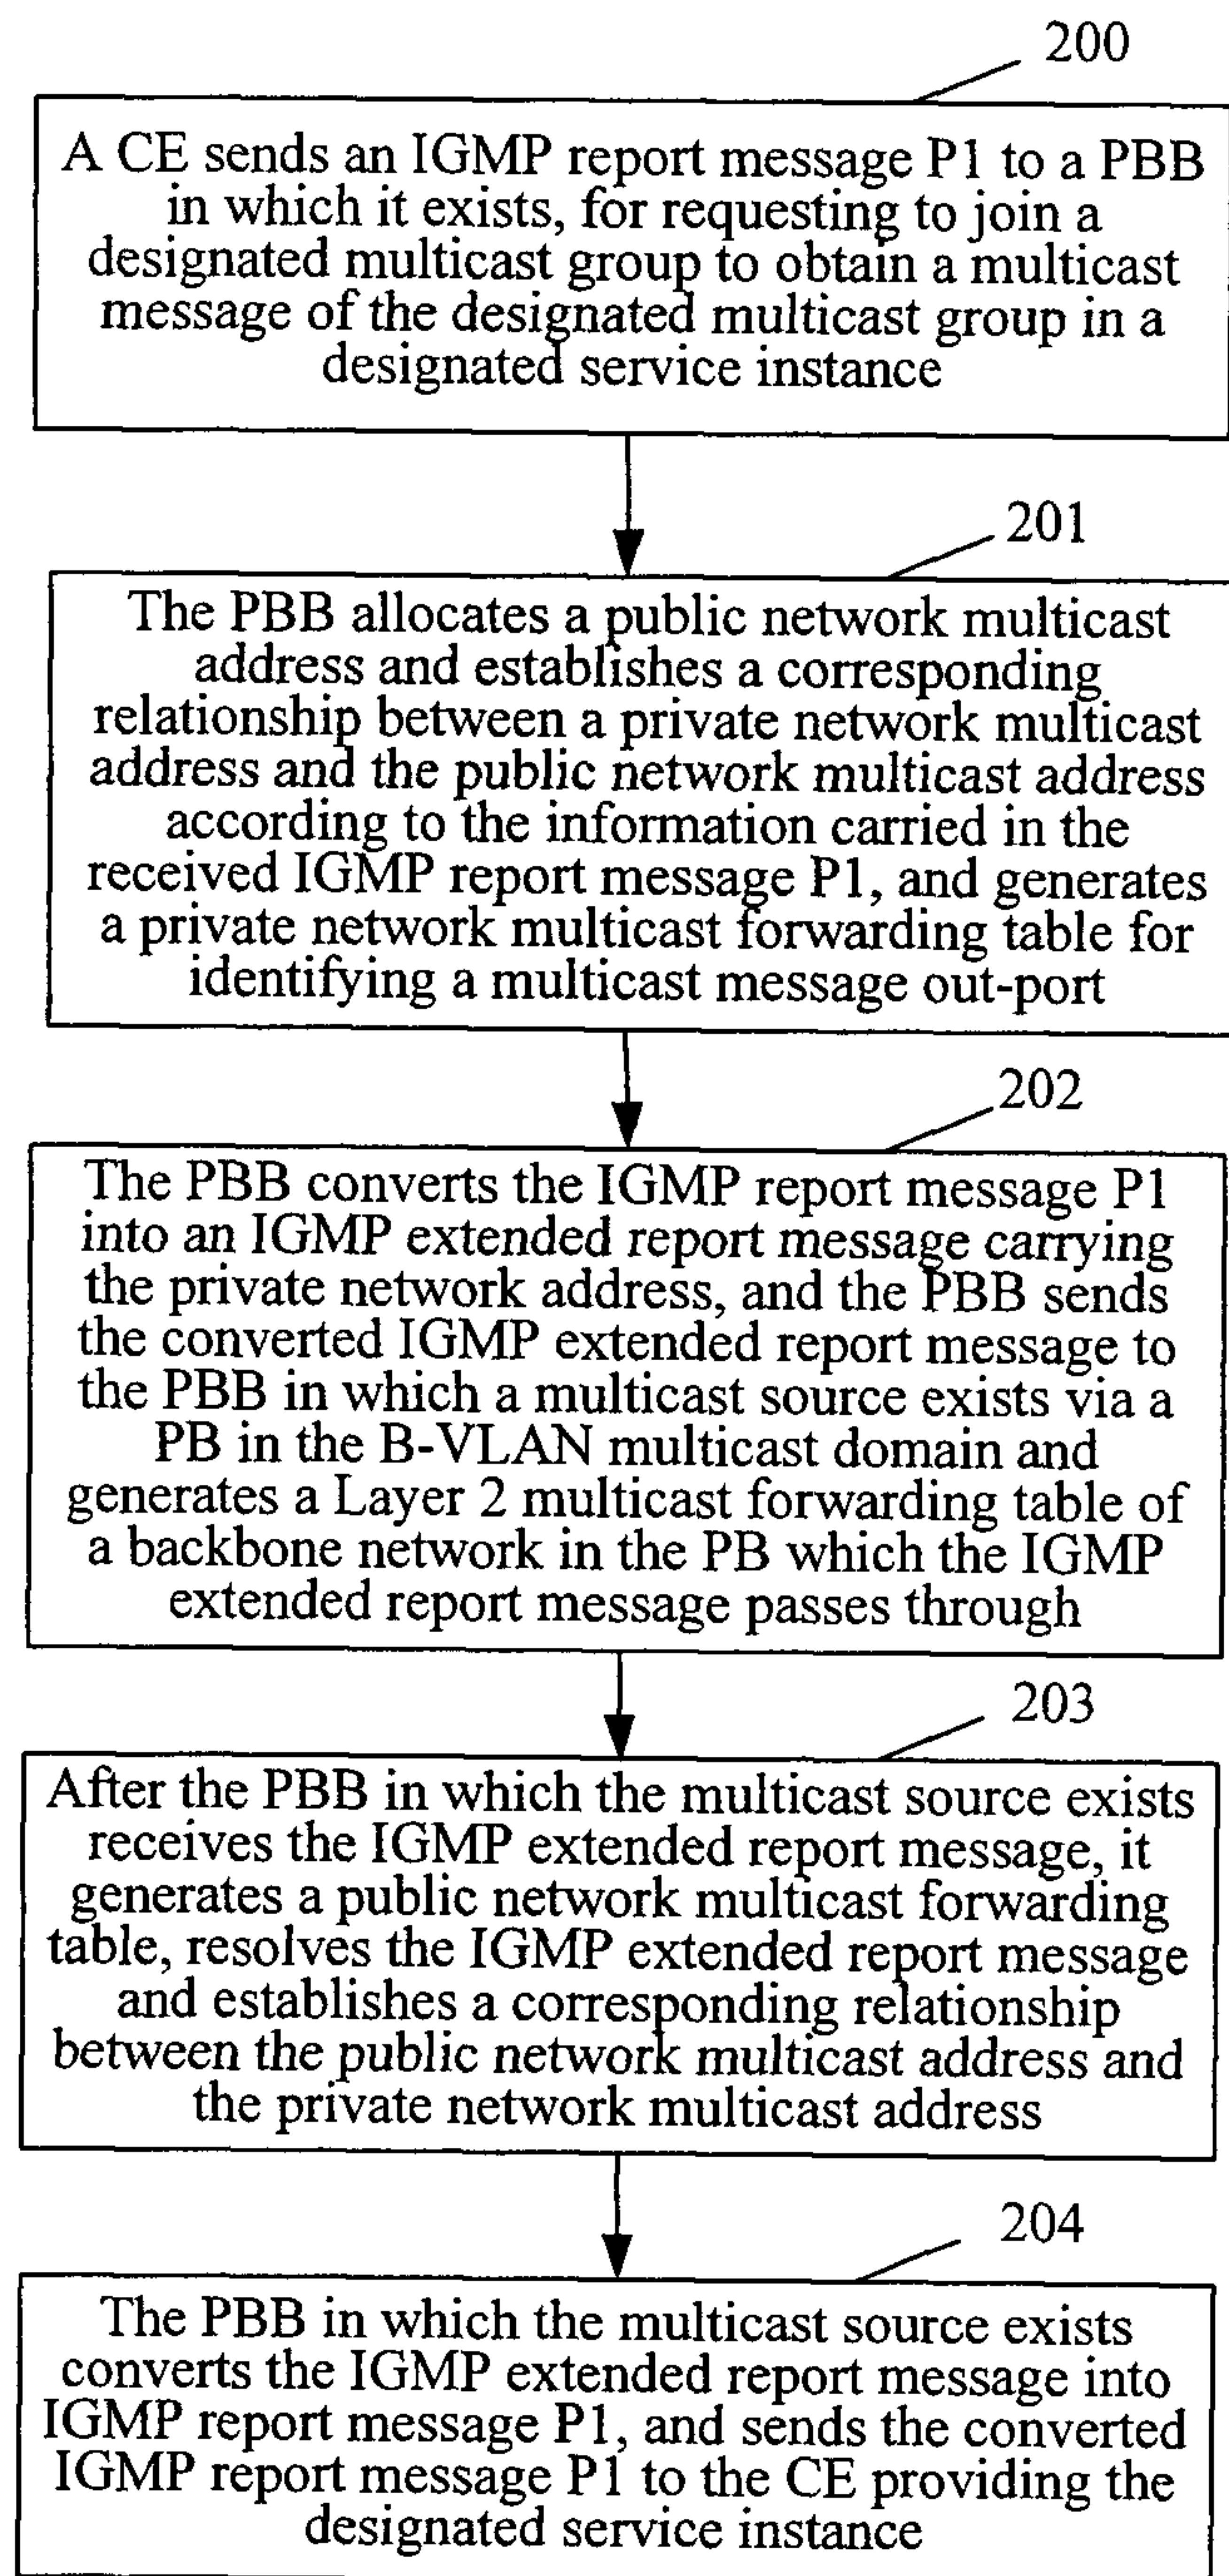 200
A CE sends an IGMP report message P1 to a PBB
in which it exists, for requesting to join a
designated multicast group to obtain a multicast
message of the designated multicast group in a
designated service instance
201
The PBB allocates a public network multicast
address and establishes a corresponding
relationship between a private network multicast
address and the public network multicast address
according to the information carried in the
received IGMP report message P1, and generates
a private network multicast forwarding table for
identifying a multicast message out-port
202
The PBB converts the IGMP report message P1
into an IGMP extended report message carrying
the private network address, and the PBB sends
the converted IGMP extended report message to
the PBB in which a multicast source exists via a
PB in the B-VLAN multicast domain and
generates a Layer 2 multicast forwarding table of
a backbone network in the PB which the IGMP
extended report message passes through
203
After the PBB in which the multicast source exists
receives the IGMP extended report message, it
generates a public network multicast forwarding
table, resolves the IGMP extended report message
and establishes a corresponding relationship
between the public network multicast address and
the private network multicast address
204
The PBB in which the multicast source exists
converts the IGMP extended report message into
IGMP report message P1, and sends the converted
IGMP report message P1 to the CE providing the
designated service instance